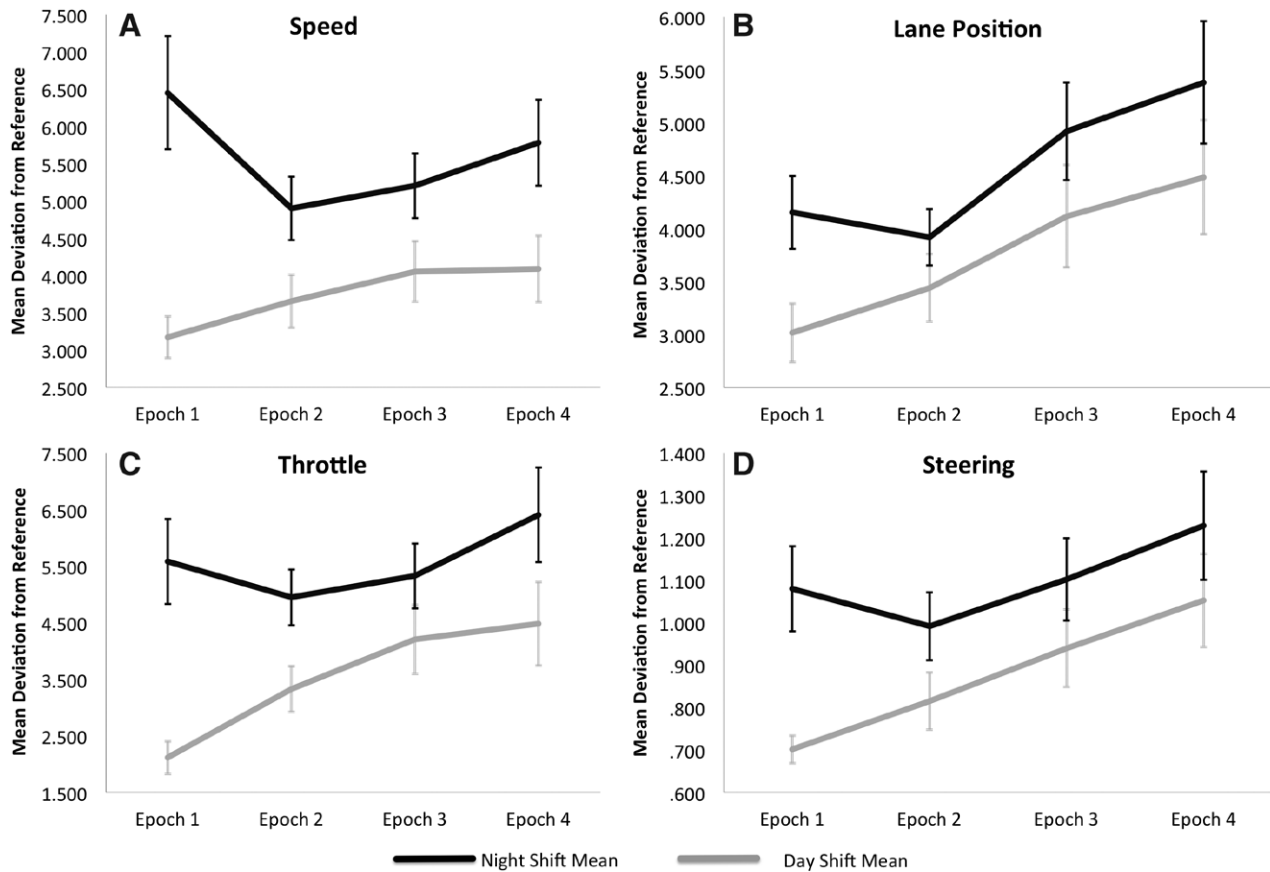 A Speed
Mean Deviation from Reference
7.500
7.000
6.500
6.000
5.500
5.000
4.500
4.000
3.500
3.000
2.500
Epoch 1 Epoch 2 Epoch 3 Epoch 4
B Lane Position
Mean Deviation from Reference
6.000
5.500
5.000
4.500
4.000
3.500
3.000
2.500
Epoch 1 Epoch 2 Epoch 3 Epoch 4
C Throttle
Mean Deviation from Reference
7.500
6.500
5.500
4.500
3.500
2.500
1.500
Epoch 1 Epoch 2 Epoch 3 Epoch 4
D Steering
Mean Deviation from Reference
1.400
1.300
1.200
1.100
1.000
.900
.800
.700
.600
Epoch 1 Epoch 2 Epoch 3 Epoch 4
Night Shift Mean Day Shift Mean